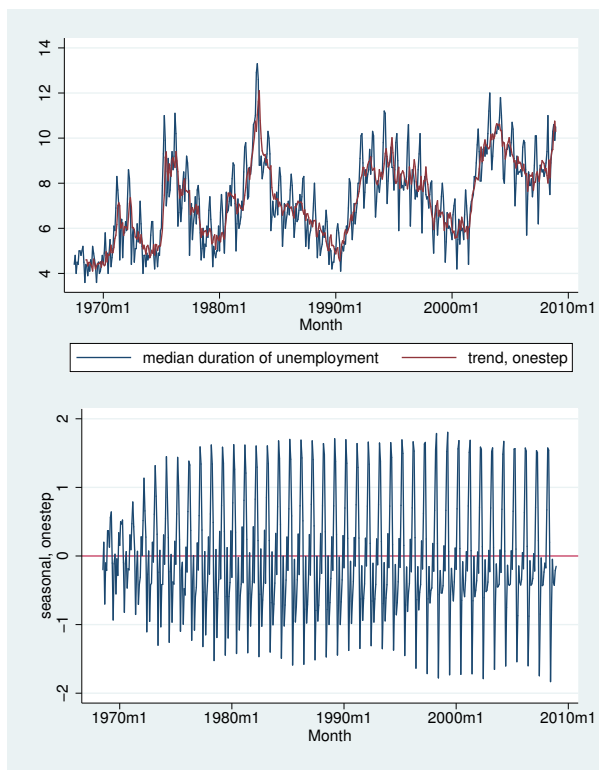 14
12
10
8
6
4
1970m1 1980m1 1990m1 2000m1 2010m1
Month
median duration of unemployment trend, onestep
seasonal, onestep
2
1
0
−1
−2
1970m1 1980m1 1990m1 2000m1 2010m1
Month